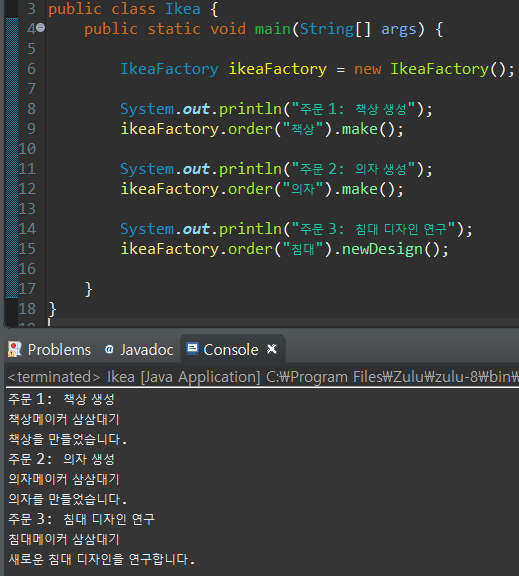 3 public class Ikea {
4 public static void main(String[] args) {
5
6 IkeaFactory ikeaFactory = new IkeaFactory();
7
8 System.out.println("주문 1: 책상 생성");
9 ikeaFactory.order("책상").make();
10
11 System.out.println("주문 2: 의자 생성");
12 ikeaFactory.order("의자").make();
13
14 System.out.println("주문 3: 침대 디자인 연구");
15 ikeaFactory.order("침대").newDesign();
16
17 }
18 }
Problems @ Javadoc Console
<terminated> Ikea [Java Application] C:₩Program Files₩Zulu₩zulu-8₩bin₩
주문 1: 책상 생성
책상메이커 삼삼대기
책상을 만들었습니다.
주문 2: 의자 생성
의자메이커 삼삼대기
의자를 만들었습니다.
주문 3: 침대 디자인 연구
침대메이커 삼삼대기
새로운 침대 디자인을 연구합니다.